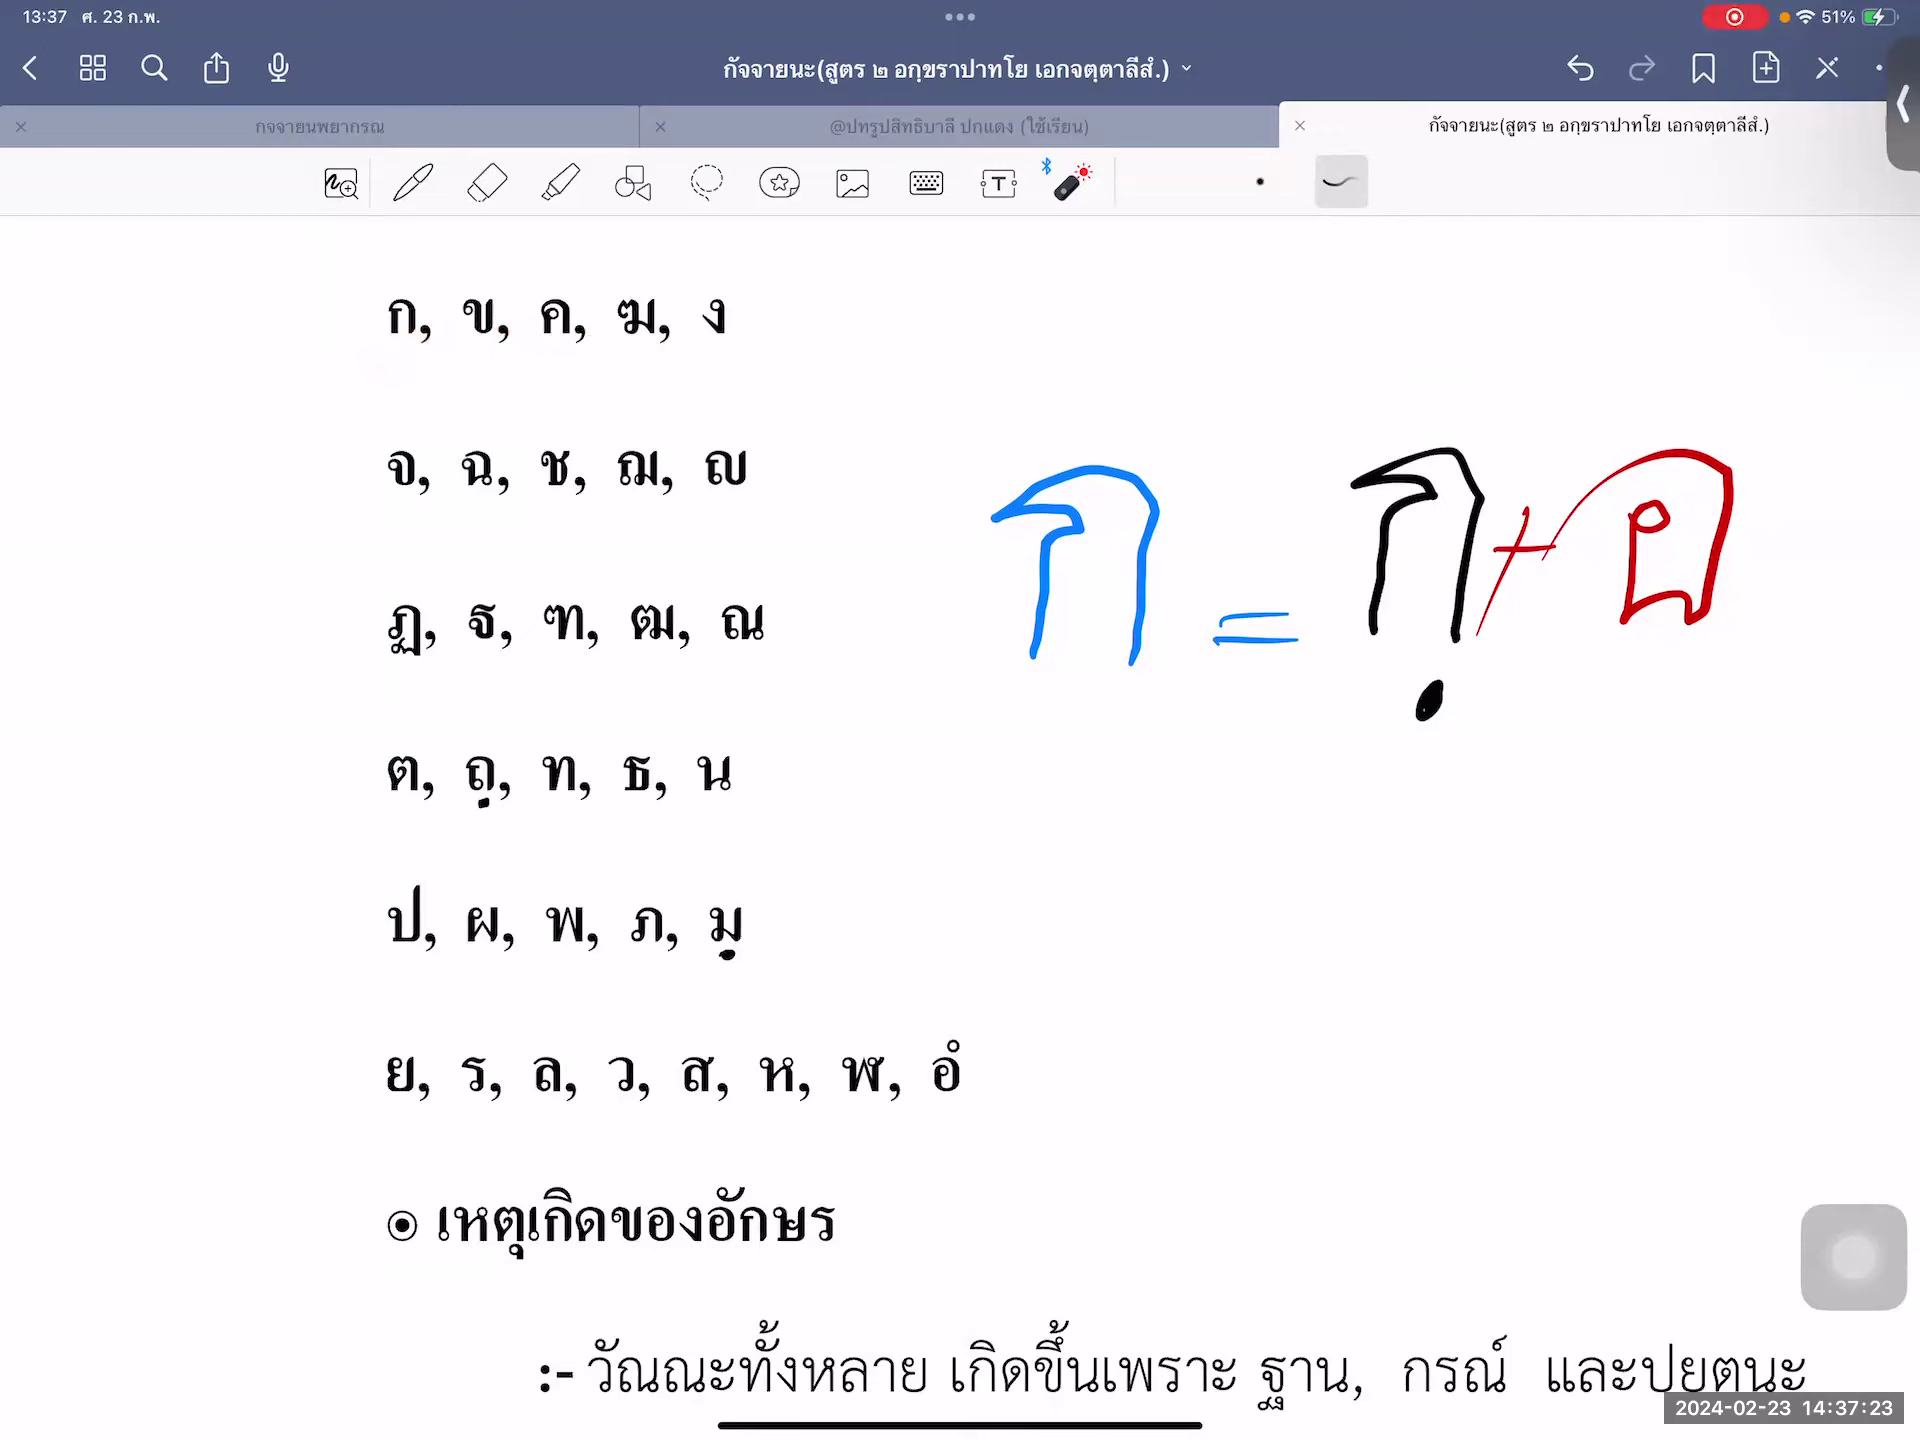 13:37 ศ. 23 ก.พ.
51%
กัจจายนะ(สูตร ๒ อกฺขราปาทโย เอกจตฺตาลีสํ.)
กจจายนพยากรณ
@ปทรูปสิทธิบาลี ปกแดง (ใช้เรียน)
กัจจายนะ(สูตร ๒ อกฺขราปาทโย เอกจตฺตาลีสํ.)
ก, ข, ค, ฆ, ง
จ, ฉ, ช, ฌ, ญ
ก = กฺ + อ
ฏ, ธ, ฑ, ฒ, ณ
ต, ถฺ, ท, ธ, น
ป, ผ, พ, ภ, มฺ
ย, ร, ล, ว, ส, ห, ฬ, อํ
เหตุเกิดของอักษร
:- วัณณะทั้งหลาย เกิดขึ้นเพราะ ฐาน, กรณ์ และปยตนะ
2024-02-23 14:37:23